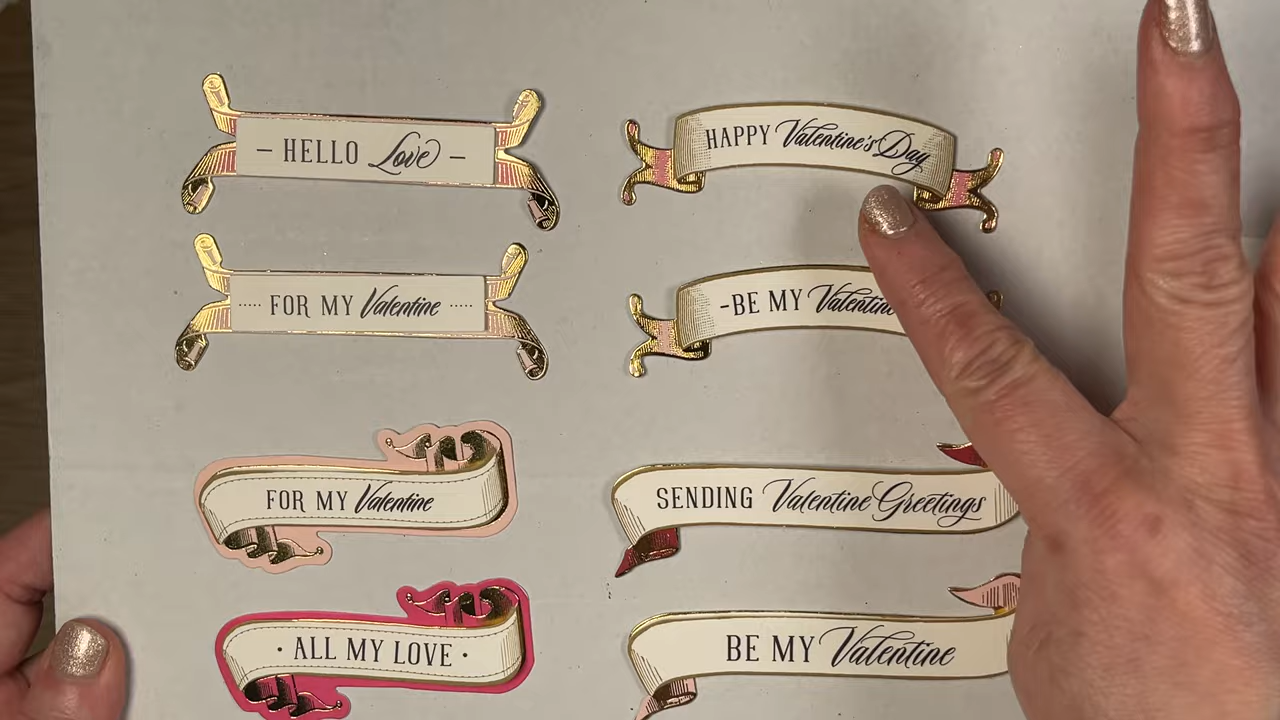 – HELLO Love –
HAPPY Valentine's Day
..... FOR MY Valentine .....
-BE MY Valentine
FOR MY Valentine
SENDING Valentine Greetings
· ALL MY LOVE ·
BE MY Valentine